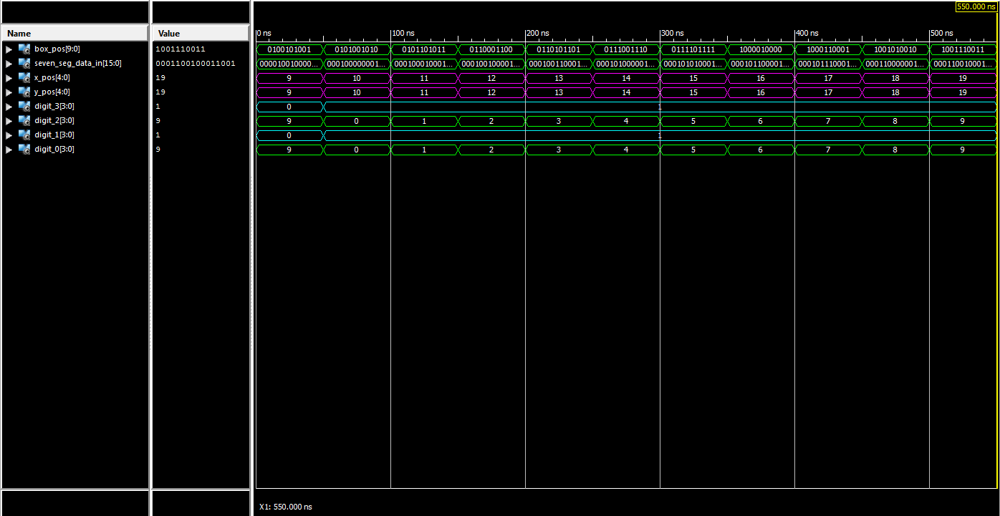 550.000 ns
Name Value
0 ns 100 ns 200 ns 300 ns 400 ns 500 ns
box_pos[9:0] 1001110011 0100101001 0101001010 0101101011 0110001100 0110101101 0111001110 0111101111 1000010000 1000110001 1001010010 1001110011
seven_seg_data_in[15:0] 0001100100011001 000010010000... 000100000001... 000100010001... 000100100001... 000100110001... 000101000001... 000101010001... 000101100001... 000101110001... 000110000001... 000110010001...
x_pos[4:0] 19 9 10 11 12 13 14 15 16 17 18 19
y_pos[4:0] 19 9 10 11 12 13 14 15 16 17 18 19
digit_3[3:0] 1 0 1
digit_2[3:0] 9 9 0 1 2 3 4 5 6 7 8 9
digit_1[3:0] 1 0 1
digit_0[3:0] 9 9 0 1 2 3 4 5 6 7 8 9
X1: 550.000 ns